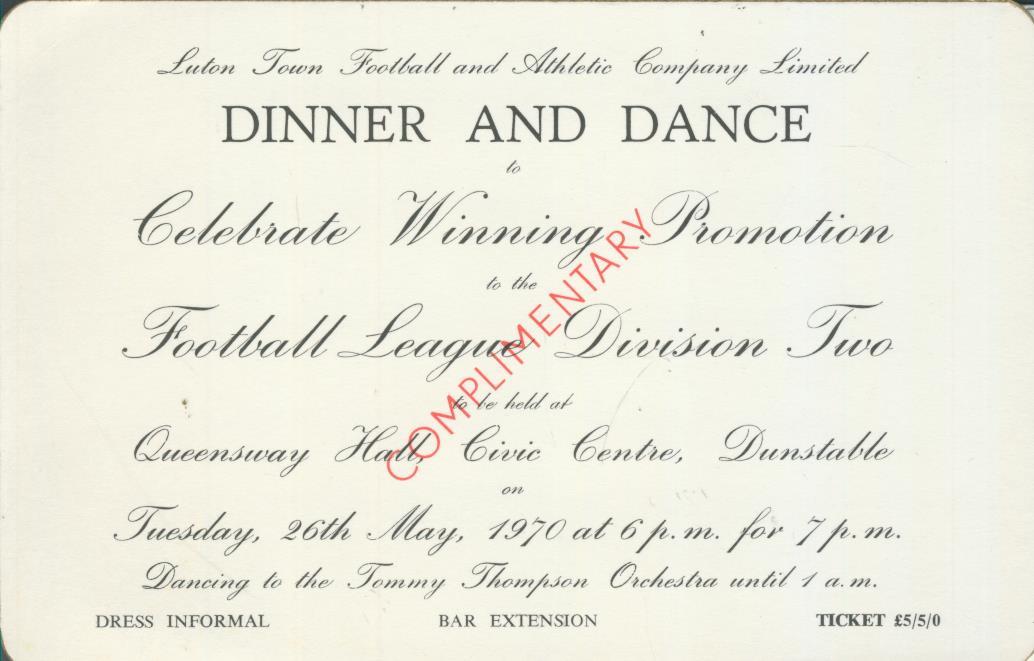 Luton Town Football and Athletic Company Limited
DINNER AND DANCE
to
Celebrate Winning Promotion
to the
Football League Division Two
to be held at
Queensway Hall, Civic Centre, Dunstable
on
Tuesday, 26th May, 1970 at 6 p.m. for 7 p.m.
Dancing to the Tommy Thompson Orchestra until 1 a.m.
DRESS INFORMAL BAR EXTENSION TICKET £5/5/0
COMPLIMENTARY